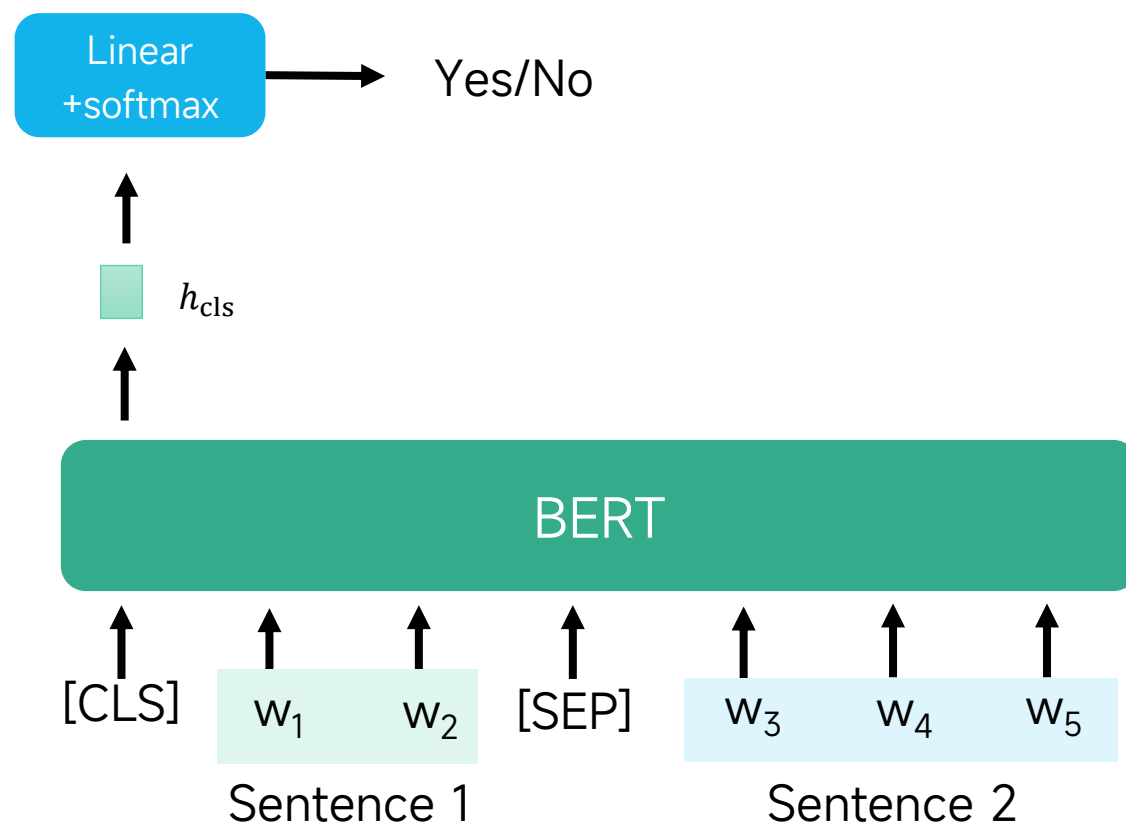 Linear
+softmax
Yes/No
h_cls
BERT
[CLS] w₁ w₂ [SEP] w₃ w₄ w₅
Sentence 1 Sentence 2